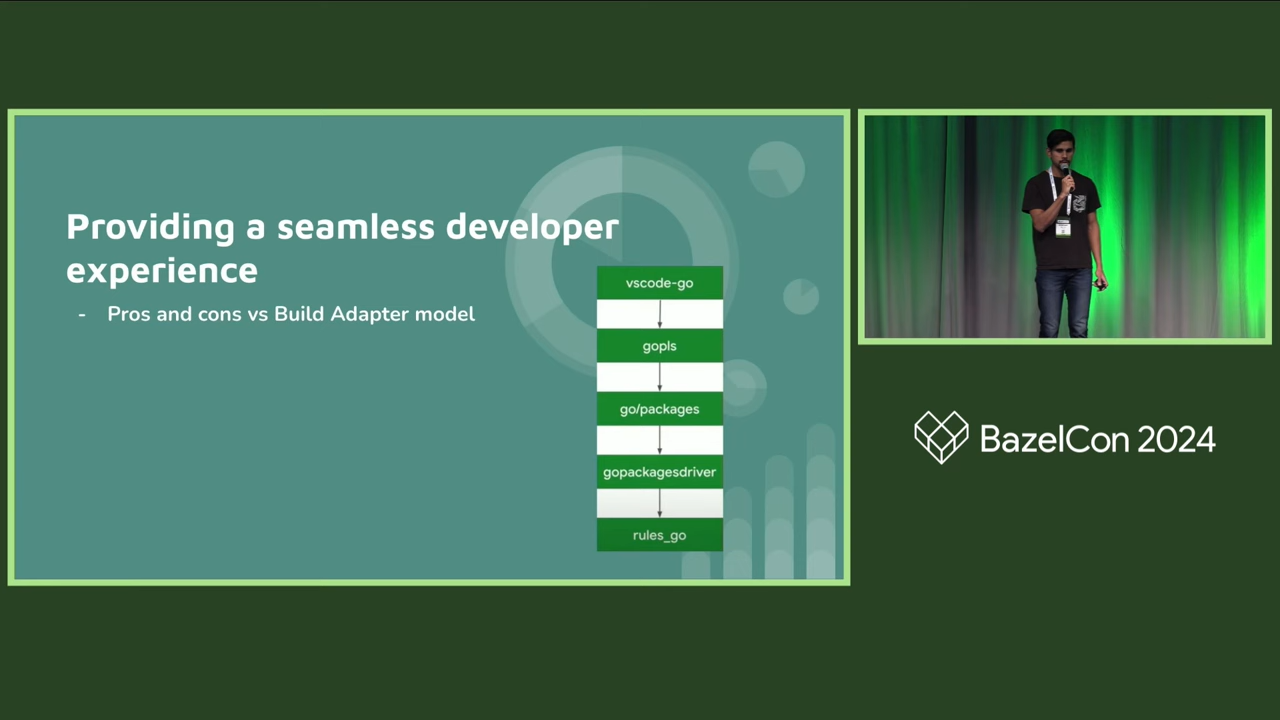 Providing a seamless developer
experience
- Pros and cons vs Build Adapter model
vscode-go
gopls
go/packages
gopackagesdriver
rules_go
BazelCon 2024